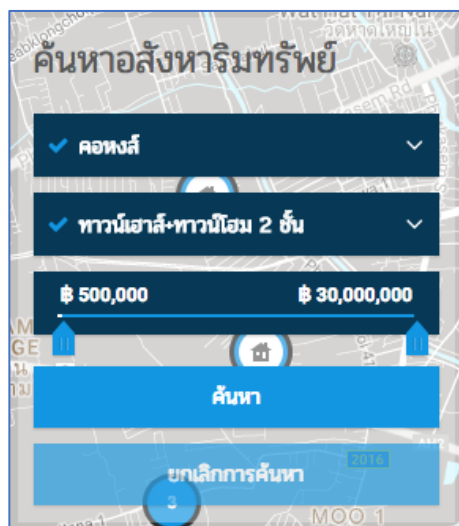 ค้นหาอสังหาริมทรัพย์
คอหงส์
ทาวน์เฮาส์+ทาวน์โฮม 2 ชั้น
฿ 500,000 ฿ 30,000,000
ค้นหา
2016
ยกเลิกการค้นหา
3
MOO 1